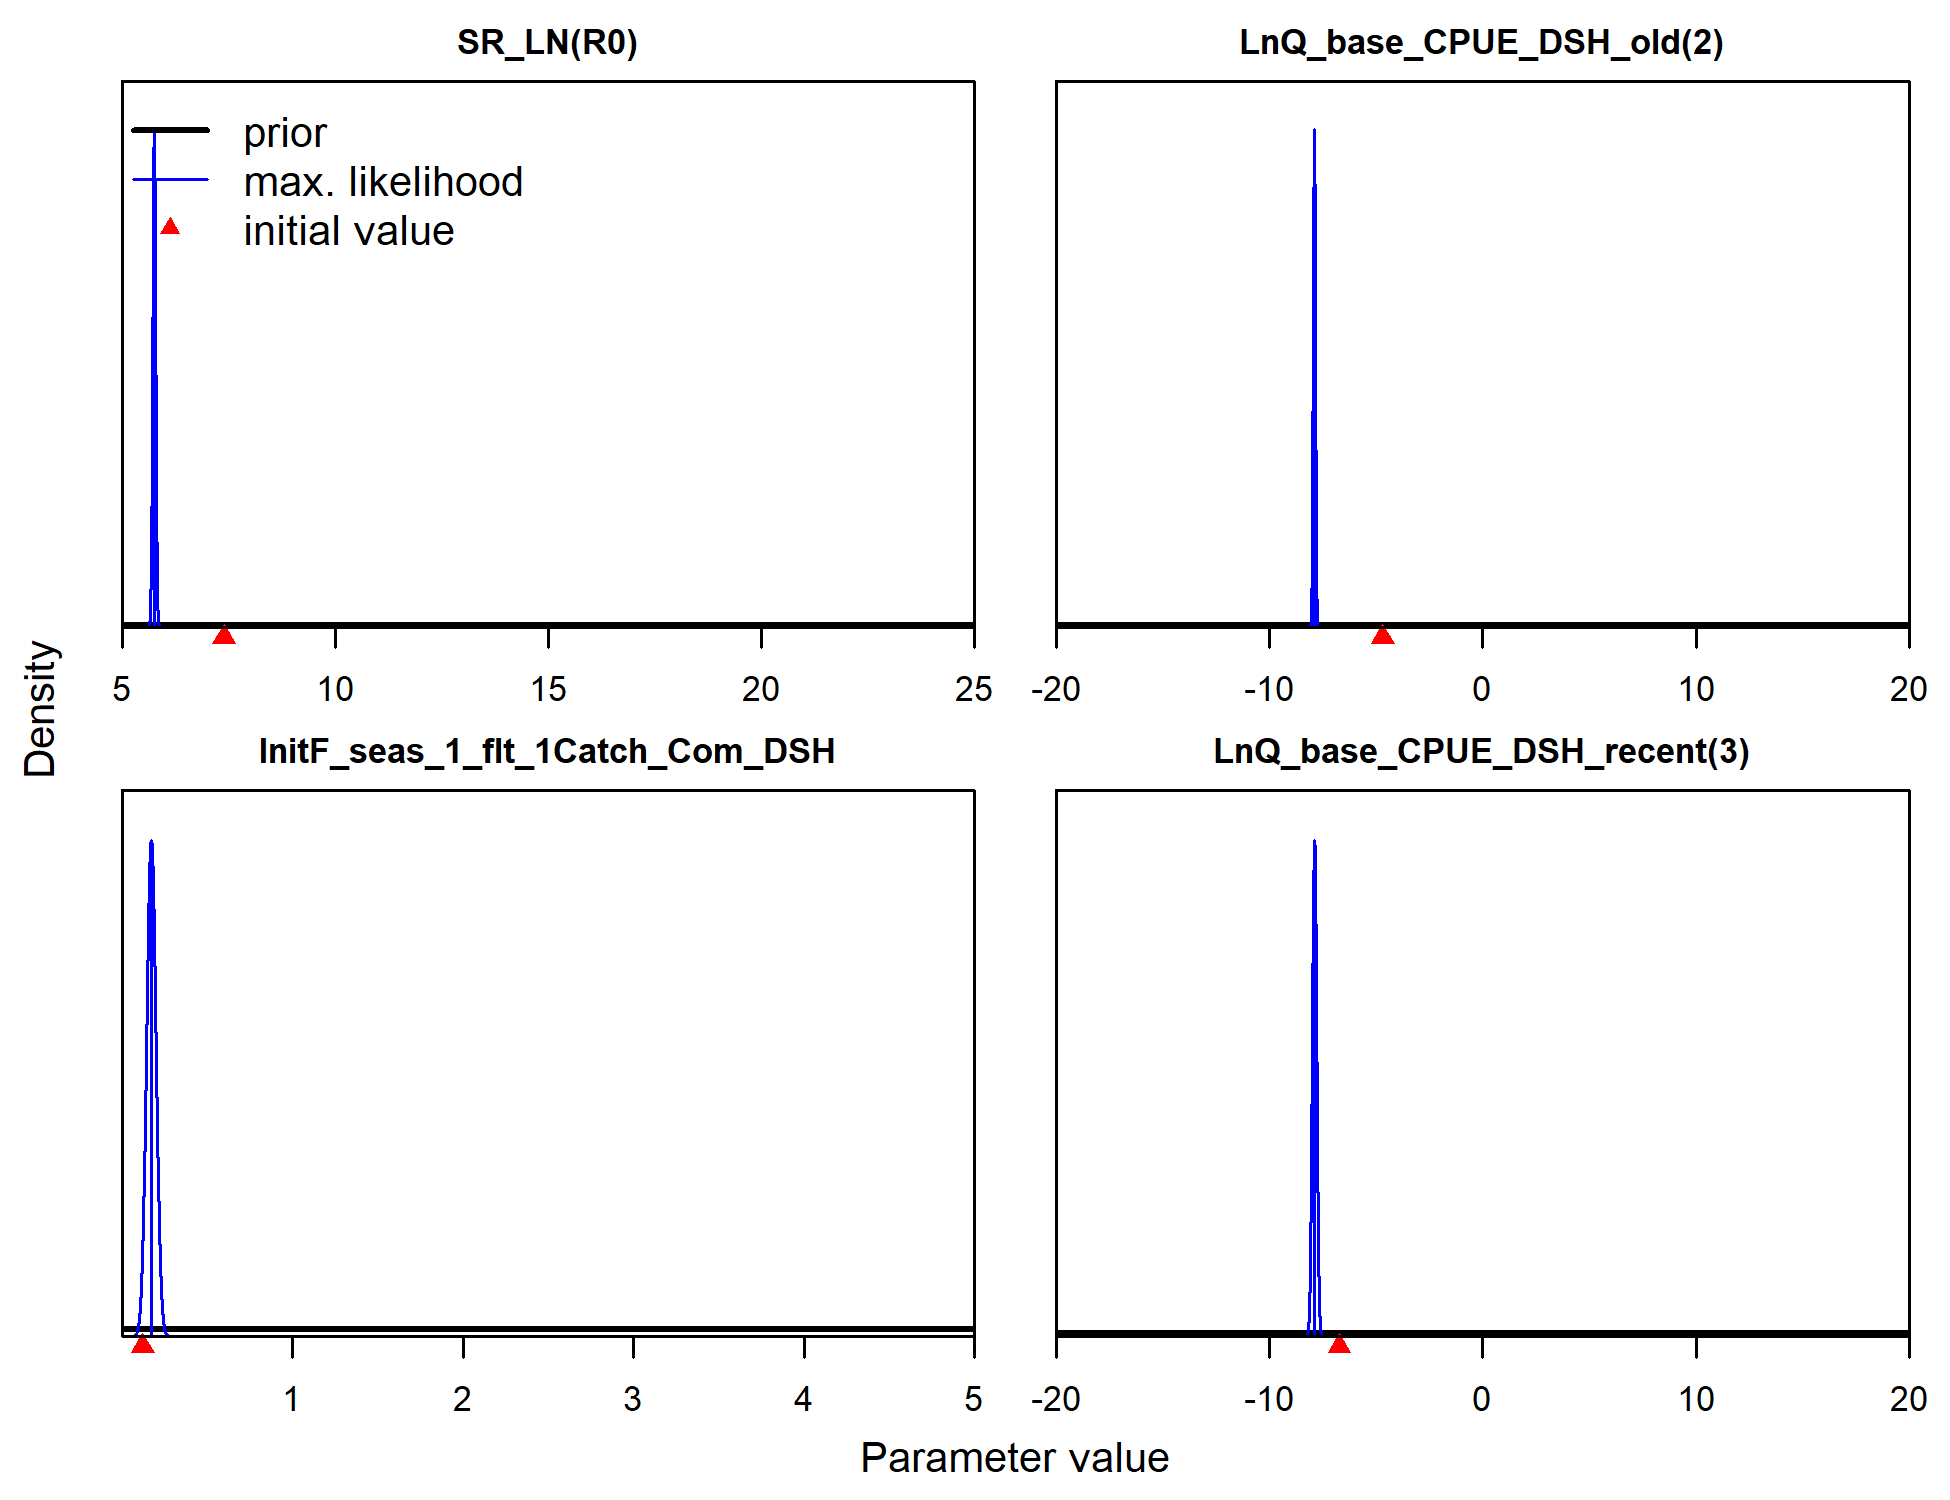 SR_LN(R0)
prior
max. likelihood
initial value
5 10 15 20 25
LnQ_base_CPUE_DSH_old(2)
-20 -10 0 10 20
Density
InitF_seas_1_flt_1Catch_Com_DSH
1 2 3 4 5
LnQ_base_CPUE_DSH_recent(3)
-20 -10 0 10 20
Parameter value